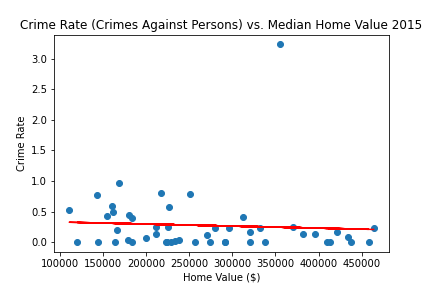 Crime Rate (Crimes Against Persons) vs. Median Home Value 2015
Crime Rate
3.0
2.5
2.0
1.5
1.0
0.5
0.0
100000 150000 200000 250000 300000 350000 400000 450000
Home Value ($)